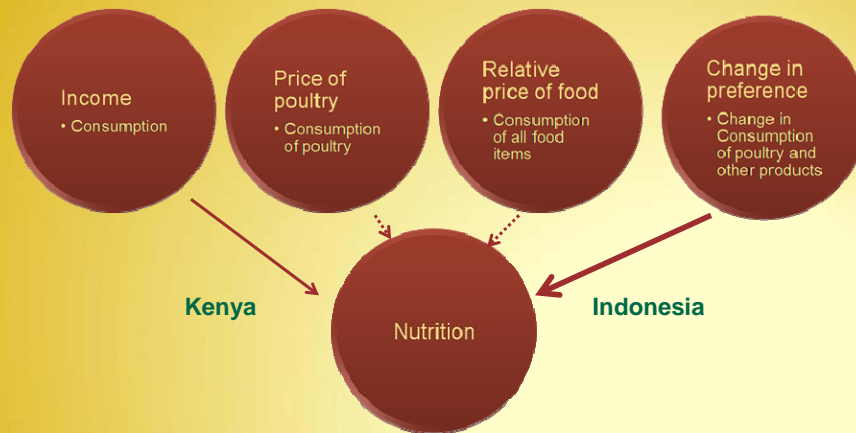 Income
• Consumption
Price of
poultry
• Consumption
of poultry
Relative
price of food
• Consumption
of all food
items
Change in
preference
• Change in
Consumption
of poultry and
other products
Kenya
Indonesia
Nutrition